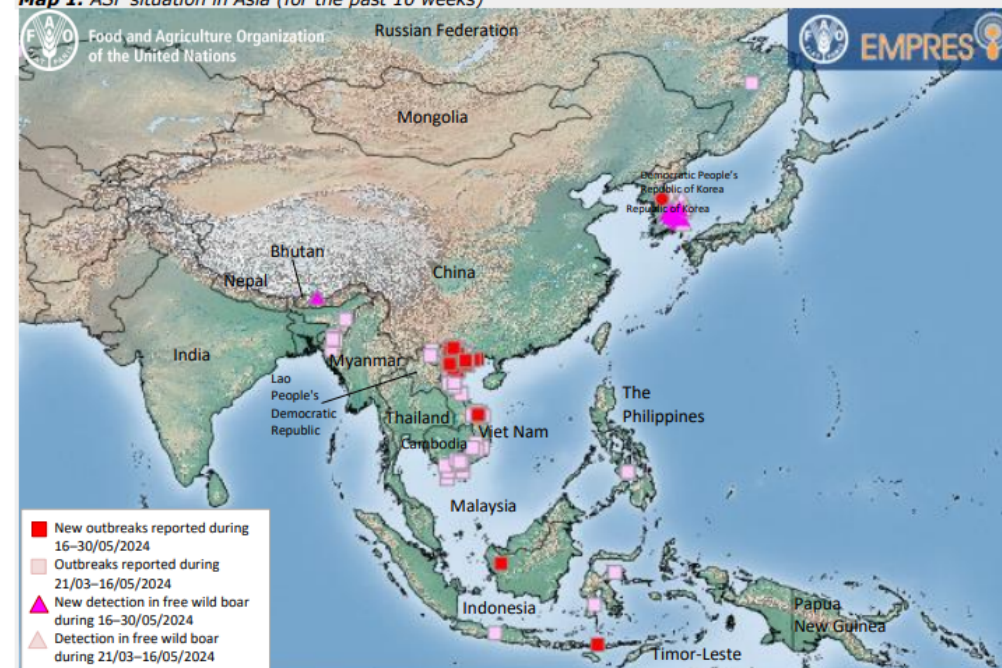 Map 1. ASF situation in Asia (for the past 10 weeks)
FAO
Food and Agriculture Organization
of the United Nations
Russian Federation
FAO
EMPRES
Mongolia
Democratic People's
Republic of Korea
Republic of Korea
Bhutan
Nepal
China
India
Myanmar
Lao
People's
Democratic
Republic
Thailand
Cambodia
Viet Nam
The
Philippines
Malaysia
Indonesia
Papua
New Guinea
Timor-Leste
New outbreaks reported during
16–30/05/2024
Outbreaks reported during
21/03–16/05/2024
New detection in free wild boar
during 16–30/05/2024
Detection in free wild boar
during 21/03–16/05/2024